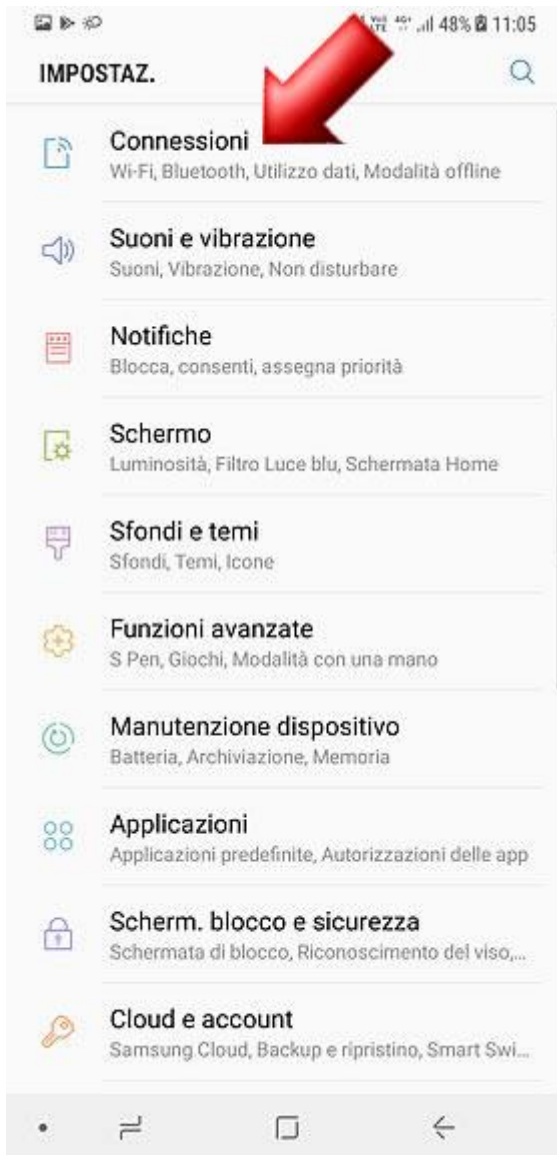 48% 11:05
IMPOSTAZ.
Connessioni
Wi-Fi, Bluetooth, Utilizzo dati, Modalità offline
Suoni e vibrazione
Suoni, Vibrazione, Non disturbare
Notifiche
Blocca, consenti, assegna priorità
Schermo
Luminosità, Filtro Luce blu, Schermata Home
Sfondi e temi
Sfondi, Temi, Icone
Funzioni avanzate
S Pen, Giochi, Modalità con una mano
Manutenzione dispositivo
Batteria, Archiviazione, Memoria
Applicazioni
Applicazioni predefinite, Autorizzazioni delle app
Scherm. blocco e sicurezza
Schermata di blocco, Riconoscimento del viso,...
Cloud e account
Samsung Cloud, Backup e ripristino, Smart Swi...